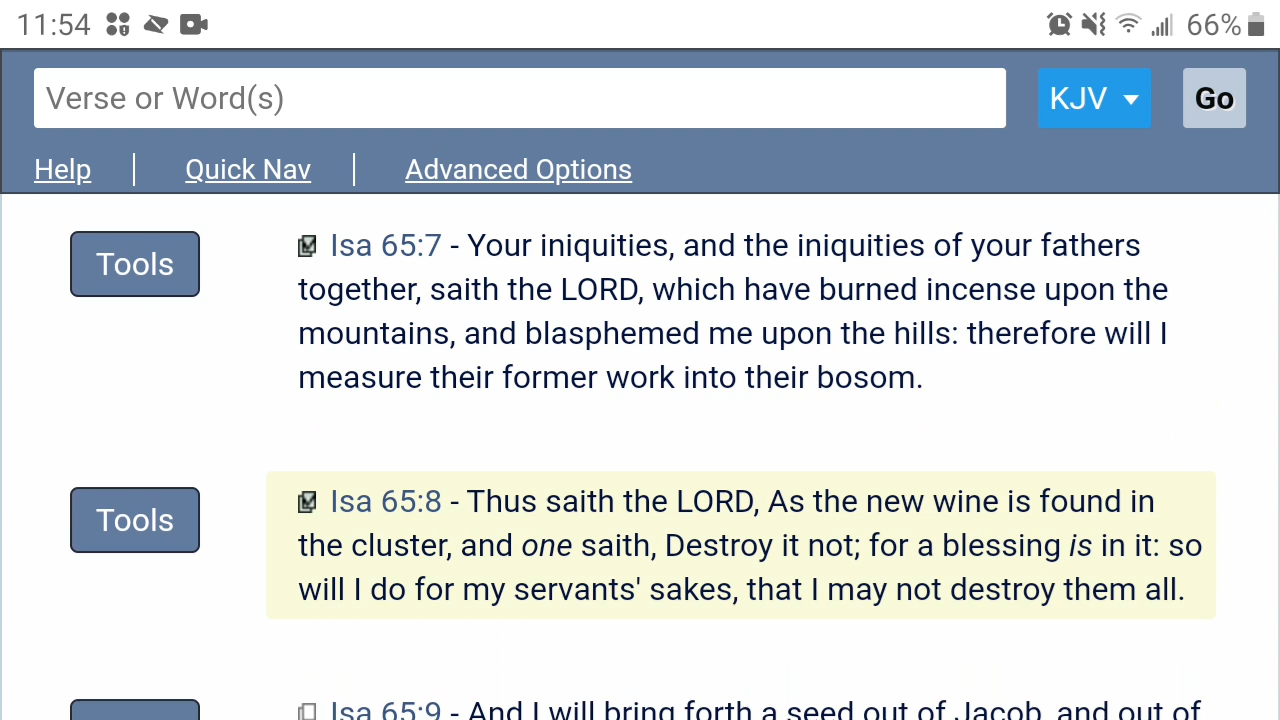 11:54 66%
Verse or Word(s) KJV Go
Help Quick Nav Advanced Options
Tools
Isa 65:7 - Your iniquities, and the iniquities of your fathers
together, saith the LORD, which have burned incense upon the
mountains, and blasphemed me upon the hills: therefore will I
measure their former work into their bosom.
Tools
Isa 65:8 - Thus saith the LORD, As the new wine is found in
the cluster, and one saith, Destroy it not; for a blessing is in it: so
will I do for my servants' sakes, that I may not destroy them all.
Isa 65:9 - And I will bring forth a seed out of Jacob, and out of